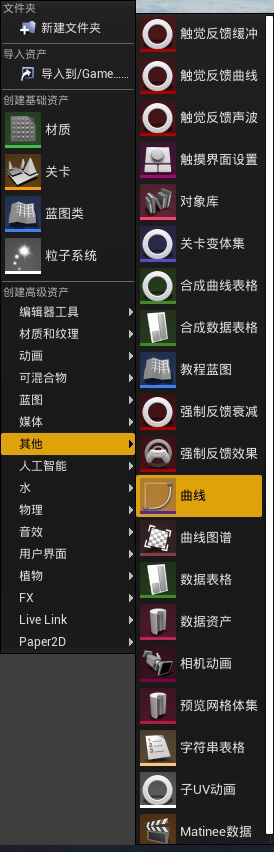 文件夹
新建文件夹
导入资产
导入到/Game......
创建基础资产
材质
关卡
蓝图类
粒子系统
创建高级资产
编辑器工具
材质和纹理
动画
可混合物
蓝图
媒体
其他
人工智能
水
物理
音效
用户界面
植物
FX
Live Link
Paper2D
触觉反馈缓冲
触觉反馈曲线
触觉反馈声波
触摸界面设置
对象库
关卡变体集
合成曲线表格
合成数据表格
教程蓝图
强制反馈衰减
强制反馈效果
曲线
曲线图谱
数据表格
数据资产
相机动画
预览网格体集
字符串表格
子UV动画
Matinee数据